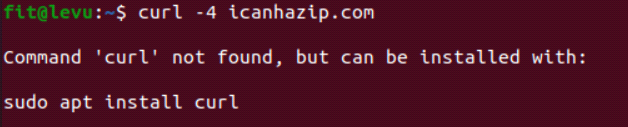 fit@levu:~$ curl -4 icanhazip.com
Command 'curl' not found, but can be installed with:
sudo apt install curl